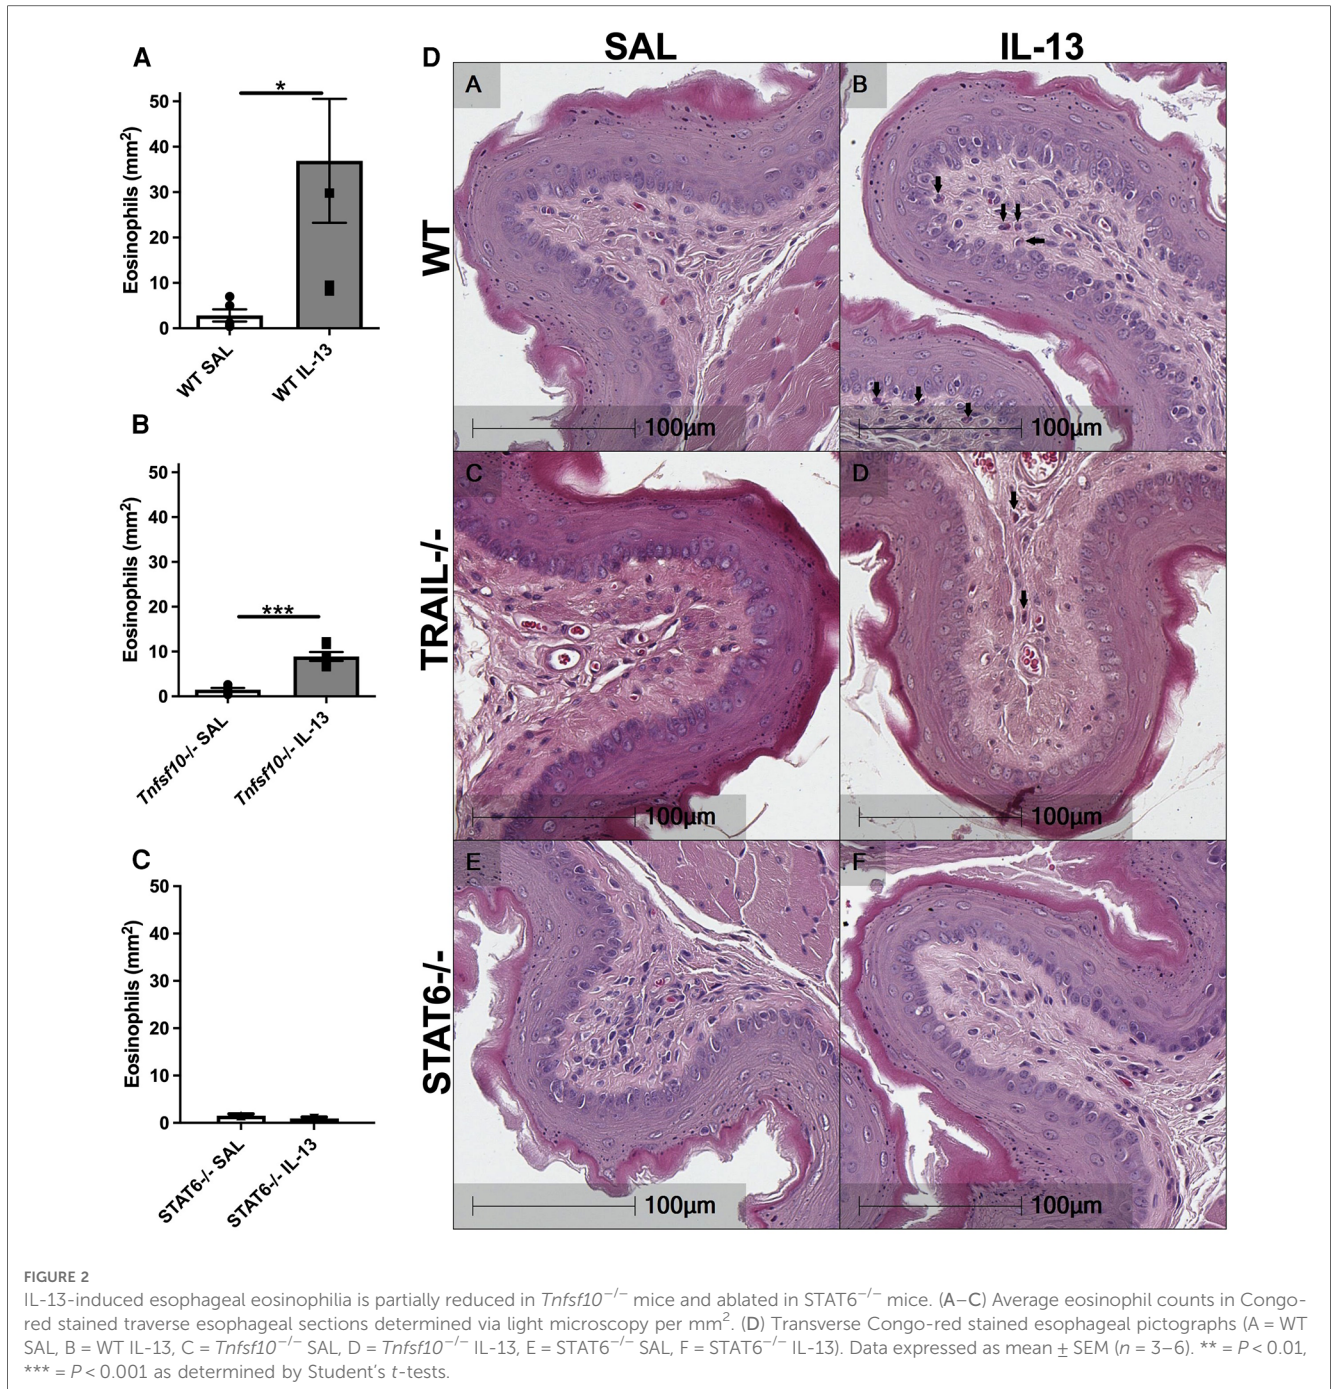 A
Eosinophils (mm2)
50
40
30
20
10
0
*
WT SAL
WT IL-13
B
Eosinophils (mm2)
50
40
30
20
10
0
***
Tnfsf10-/- SAL
Tnfsf10-/- IL-13
C
Eosinophils (mm2)
50
40
30
20
10
0
STAT6-/- SAL
STAT6-/- IL-13
D
SAL
IL-13
WT
A
100µm
B
100µm
TRAIL-/-
C
100µm
D
100µm
STAT6-/-
E
100µm
F
100µm
FIGURE 2
IL-13-induced esophageal eosinophilia is partially reduced in Tnfsf10−/− mice and ablated in STAT6−/− mice. (A–C) Average eosinophil counts in Congo-
red stained traverse esophageal sections determined via light microscopy per mm2. (D) Transverse Congo-red stained esophageal pictographs (A = WT
SAL, B = WT IL-13, C = Tnfsf10−/− SAL, D = Tnfsf10−/− IL-13, E = STAT6−/− SAL, F = STAT6−/− IL-13). Data expressed as mean ± SEM (n = 3–6). ** = P < 0.01,
*** = P < 0.001 as determined by Student's t-tests.